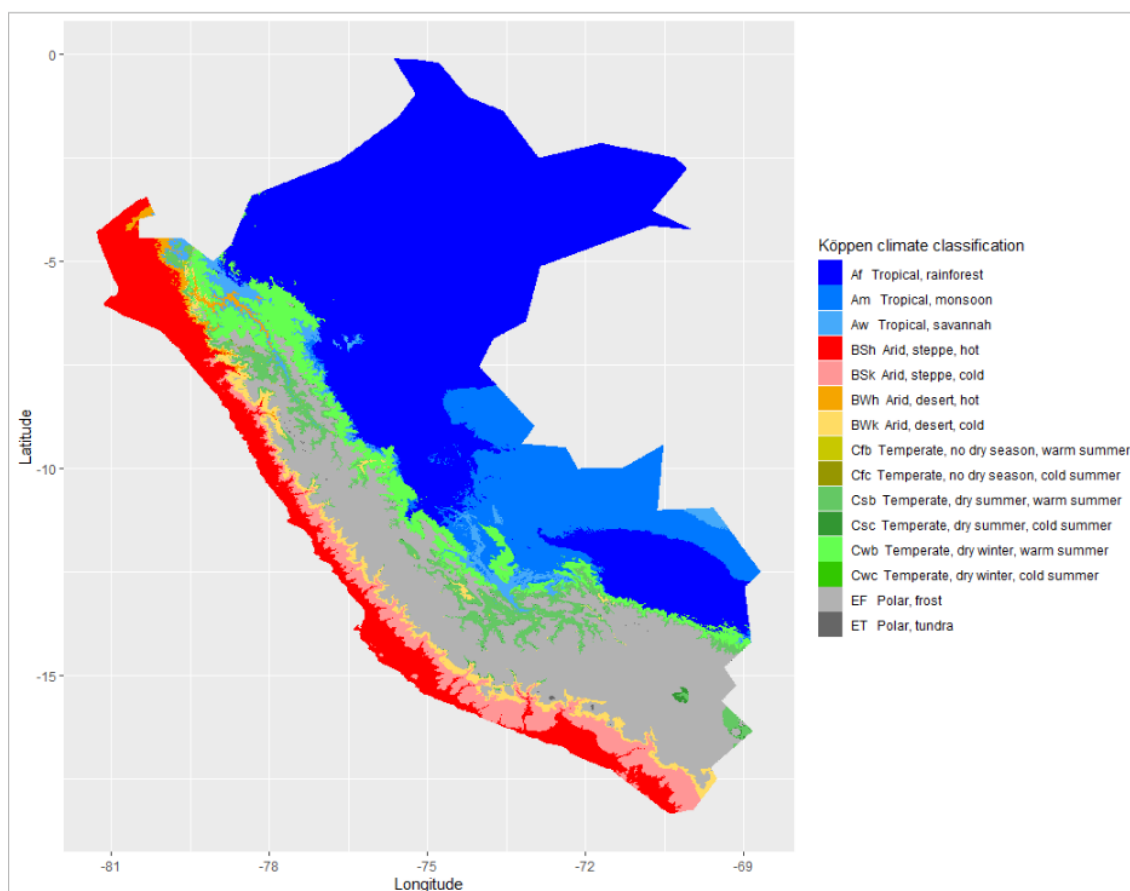 0
-5
-10
-15
Latitude
-81
-78
-75
-72
-69
Longitude
Köppen climate classification
Af Tropical, rainforest
Am Tropical, monsoon
Aw Tropical, savannah
BSh Arid, steppe, hot
BSk Arid, steppe, cold
BWh Arid, desert, hot
BWk Arid, desert, cold
Cfb Temperate, no dry season, warm summer
Cfc Temperate, no dry season, cold summer
Csb Temperate, dry summer, warm summer
Csc Temperate, dry summer, cold summer
Cwb Temperate, dry winter, warm summer
Cwc Temperate, dry winter, cold summer
EF Polar, frost
ET Polar, tundra